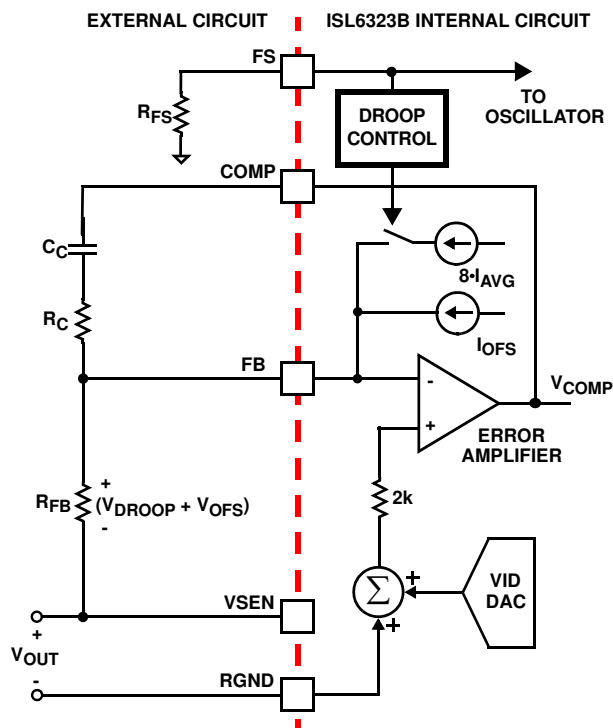 EXTERNAL CIRCUIT
ISL6323B INTERNAL CIRCUIT
FS
RFS
TO
OSCILLATOR
DROOP
CONTROL
COMP
CC
8•IAVG
RC
IOFS
FB
-
VCOMP
+
ERROR
AMPLIFIER
+
RFB
(VDROOP + VOFS)
-
2k
VSEN
Σ
+
VID
DAC
+
+
VOUT
-
RGND